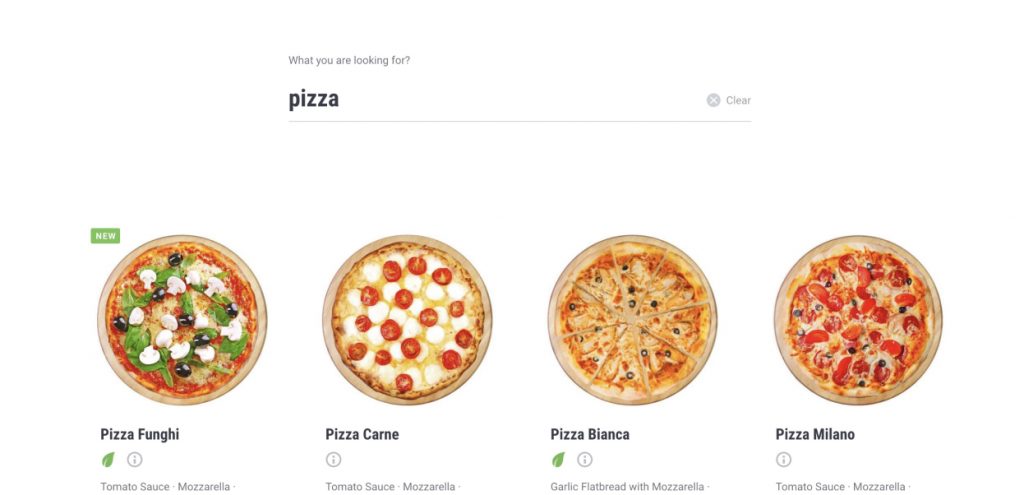 What you are looking for?
pizza
Clear
NEW
Pizza Funghi
Pizza Carne
Pizza Bianca
Pizza Milano
Tomato Sauce · Mozzarella ·
Tomato Sauce · Mozzarella ·
Garlic Flatbread with Mozzarella ·
Tomato Sauce · Mozzarella ·